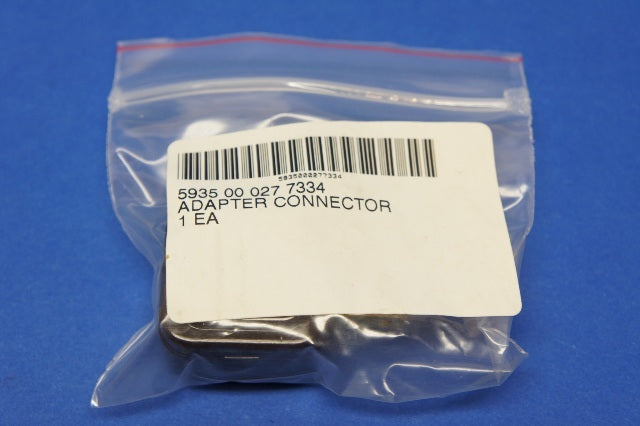 5935000277334
5935 00 027 7334
ADAPTER CONNECTOR
1 EA